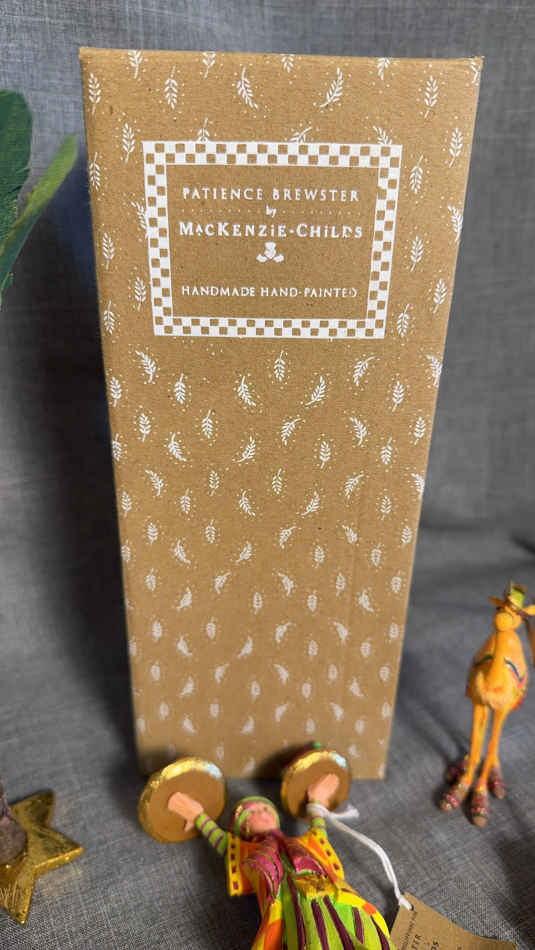 PATIENCE BREWSTER
by
MACKENZIE-CHILDS
HANDMADE HAND-PAINTED